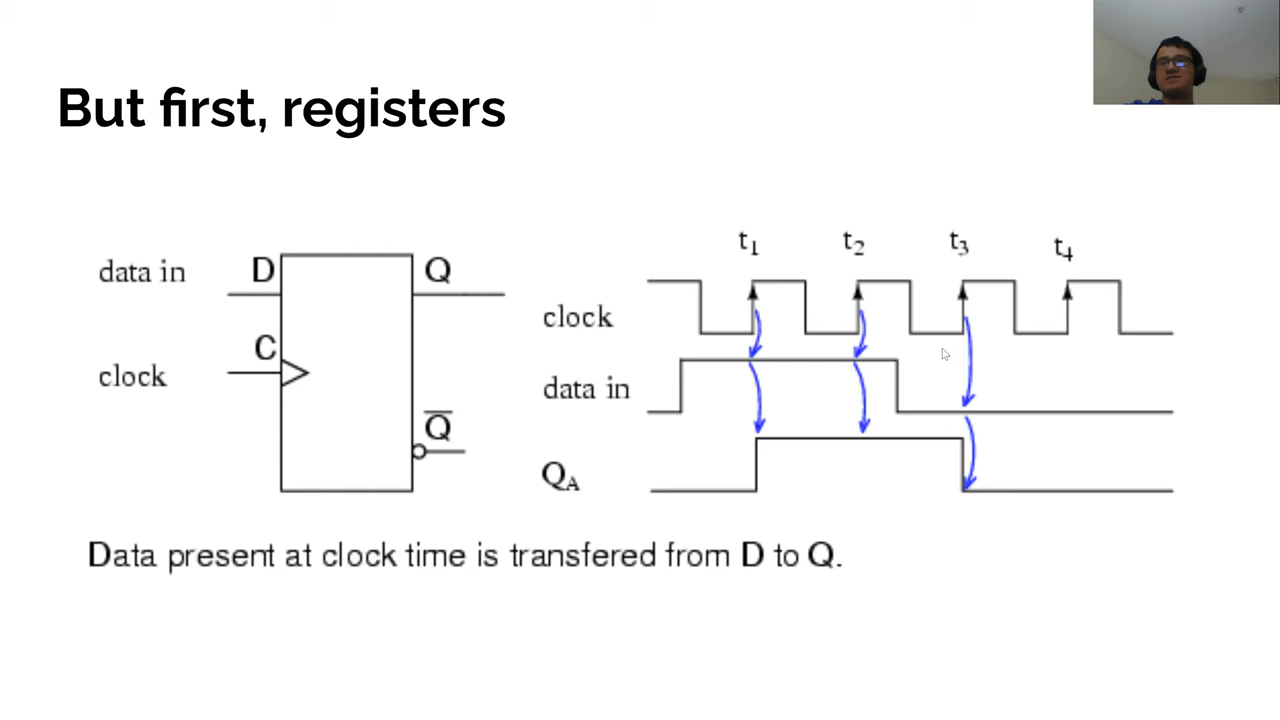 But first, registers
data in
D
Q
C
clock
Q̅
t₁
t₂
t₃
t₄
clock
data in
Q_A
Data present at clock time is transfered from D to Q.